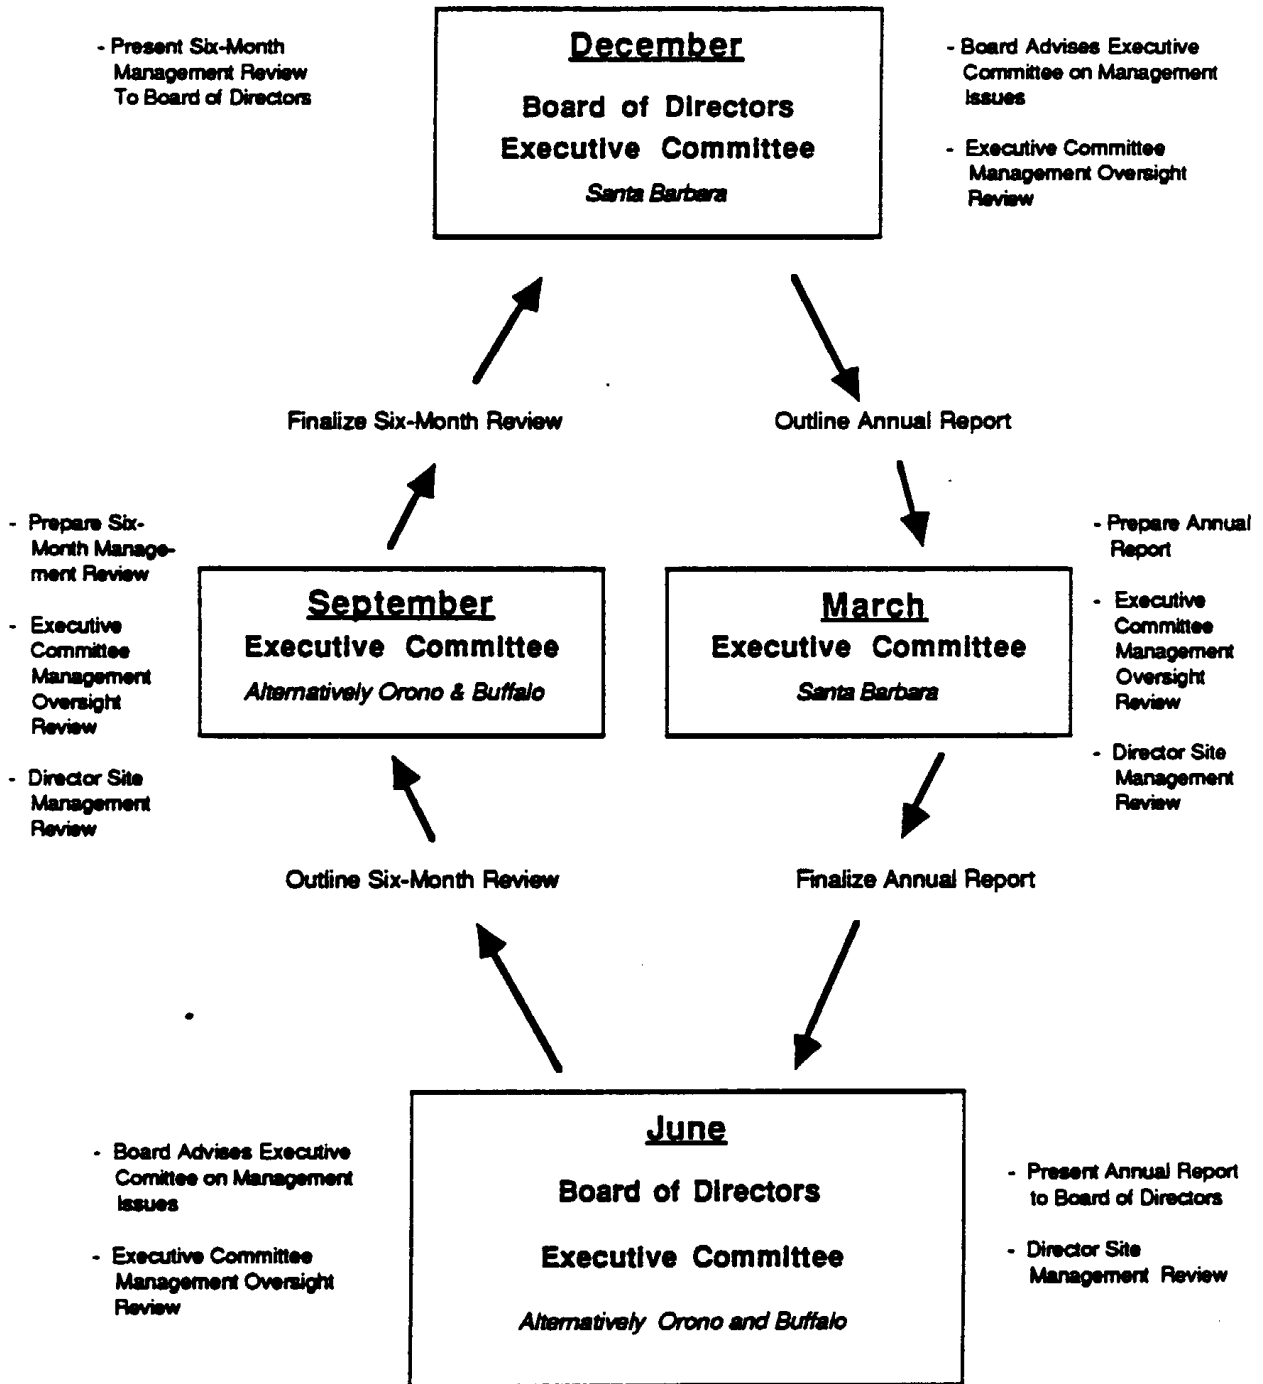 - Present Six-Month
Management Review
To Board of Directors
December
Board of Directors
Executive Committee
Santa Barbara
- Board Advises Executive
Committee on Management
Issues
- Executive Committee
Management Oversight
Review
Finalize Six-Month Review
Outline Annual Report
- Prepare Six-
Month Manage-
ment Review
- Executive
Committee
Management
Oversight
Review
- Director Site
Management
Review
September
Executive Committee
Alternatively Orono & Buffalo
March
Executive Committee
Santa Barbara
- Prepare Annual
Report
- Executive
Committee
Management
Oversight
Review
- Director Site
Management
Review
Outline Six-Month Review
Finalize Annual Report
- Board Advises Executive
Comittee on Management
Issues
- Executive Committee
Management Oversight
Review
June
Board of Directors
Executive Committee
Alternatively Orono and Buffalo
- Present Annual Report
to Board of Directors
- Director Site
Management Review